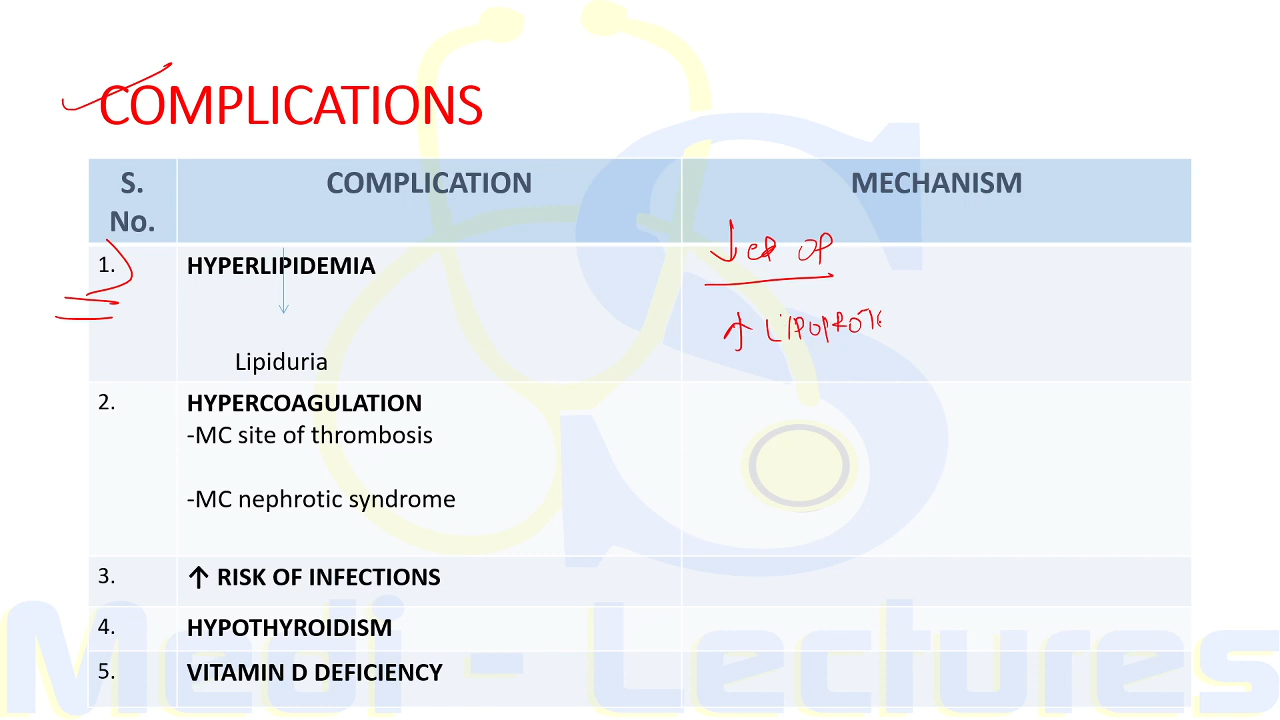 COMPLICATIONS
S. No.
COMPLICATION
MECHANISM
1.
HYPERLIPIDEMIA
Lipiduria
↓ OP
↑ LIPOPROTE
2.
HYPERCOAGULATION
-MC site of thrombosis
-MC nephrotic syndrome
3.
↑ RISK OF INFECTIONS
4.
HYPOTHYROIDISM
5.
VITAMIN D DEFICIENCY
Medi - Lectures